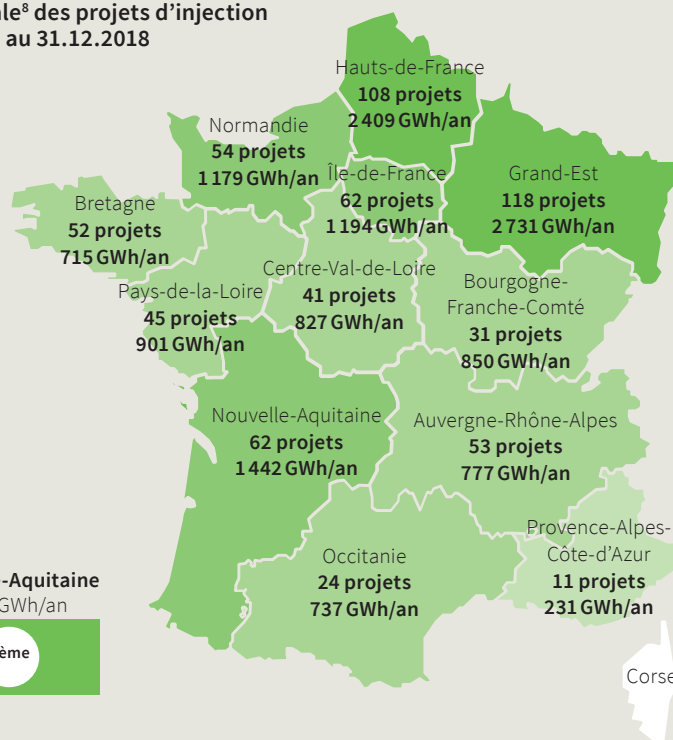 le⁸ des projets d’injection
au 31.12.2018
Hauts-de-France
108 projets
2 409 GWh/an
Normandie
54 projets
1 179 GWh/an
Île-de-France
62 projets
1 194 GWh/an
Grand-Est
118 projets
2 731 GWh/an
Bretagne
52 projets
715 GWh/an
Pays-de-la-Loire
45 projets
901 GWh/an
Centre-Val-de-Loire
41 projets
827 GWh/an
Bourgogne-
Franche-Comté
31 projets
850 GWh/an
Nouvelle-Aquitaine
62 projets
1 442 GWh/an
Auvergne-Rhône-Alpes
53 projets
777 GWh/an
Occitanie
24 projets
737 GWh/an
Provence-Alpes-
Côte-d’Azur
11 projets
231 GWh/an
-Aquitaine
GWh/an
ème
Corse